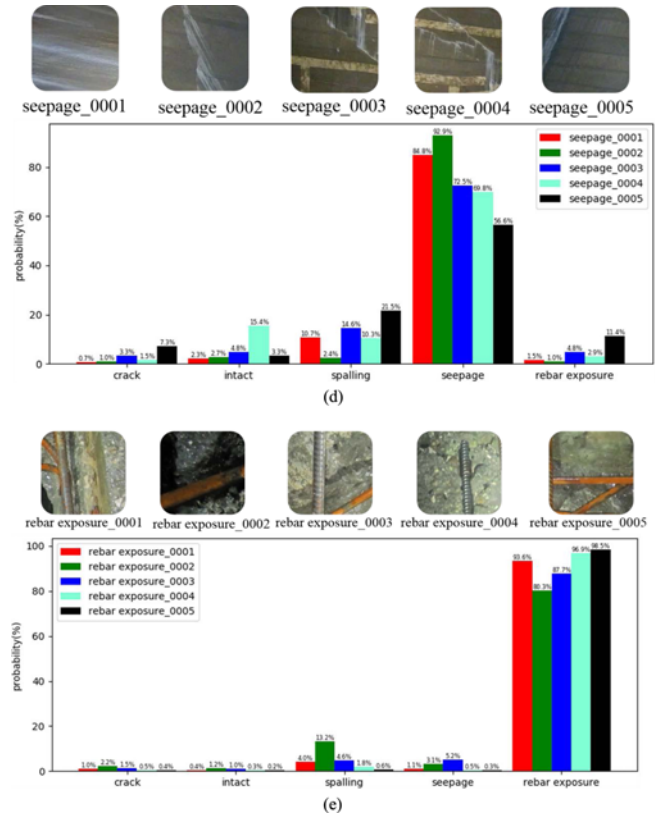 seepage_0001 seepage_0002 seepage_0003 seepage_0004 seepage_0005
seepage_0001
seepage_0002
seepage_0003
seepage_0004
seepage_0005
probability(%)
80
60
40
20
0
0.7% 1.0% 3.3% 1.5% 7.3%
2.3% 2.7% 4.8% 15.4% 3.3%
10.7% 2.4% 14.6% 10.3% 21.5%
84.8% 92.9% 72.5% 69.8% 56.6%
1.5% 1.0% 4.8% 2.9% 11.4%
crack intact spalling seepage rebar exposure
(d)
rebar exposure_0001 rebar exposure_0002 rebar exposure_0003 rebar exposure_0004 rebar exposure_0005
rebar exposure_0001
rebar exposure_0002
rebar exposure_0003
rebar exposure_0004
rebar exposure_0005
probability(%)
100
80
60
40
20
0
1.0% 2.2% 1.5% 0.5% 0.4%
0.4% 1.2% 1.0% 0.3% 0.2%
4.0% 13.2% 4.6% 1.8% 0.6%
1.1% 3.1% 5.2% 0.5% 0.3%
93.6% 80.3% 87.7% 96.9% 98.5%
crack intact spalling seepage rebar exposure
(e)